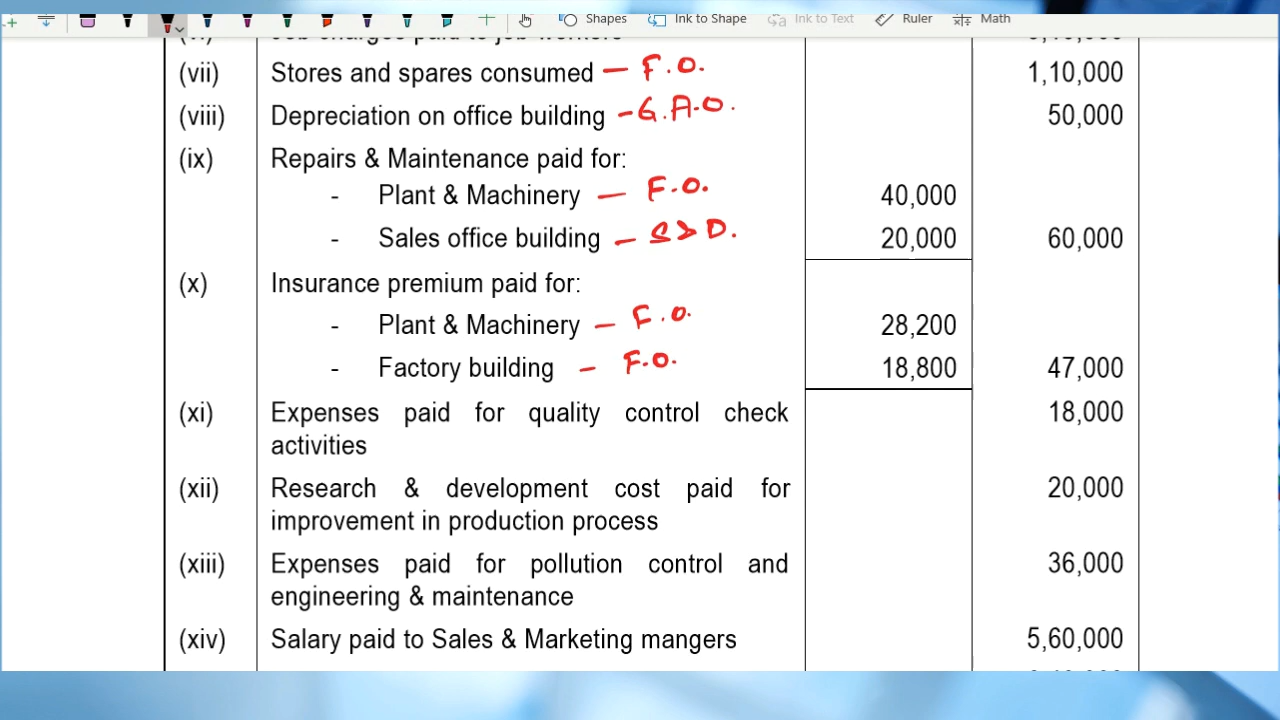 Shapes Ink to Shape Ink to Text Ruler Math
(vii) Stores and spares consumed — F.O. 1,10,000
(viii) Depreciation on office building - G.A.O. 50,000
(ix) Repairs & Maintenance paid for:
- Plant & Machinery — F.O. 40,000
- Sales office building — S & D. 20,000 60,000
(x) Insurance premium paid for:
- Plant & Machinery — F.O. 28,200
- Factory building — F.O. 18,800 47,000
(xi) Expenses paid for quality control check 18,000
activities
(xii) Research & development cost paid for 20,000
improvement in production process
(xiii) Expenses paid for pollution control and 36,000
engineering & maintenance
(xiv) Salary paid to Sales & Marketing mangers 5,60,000